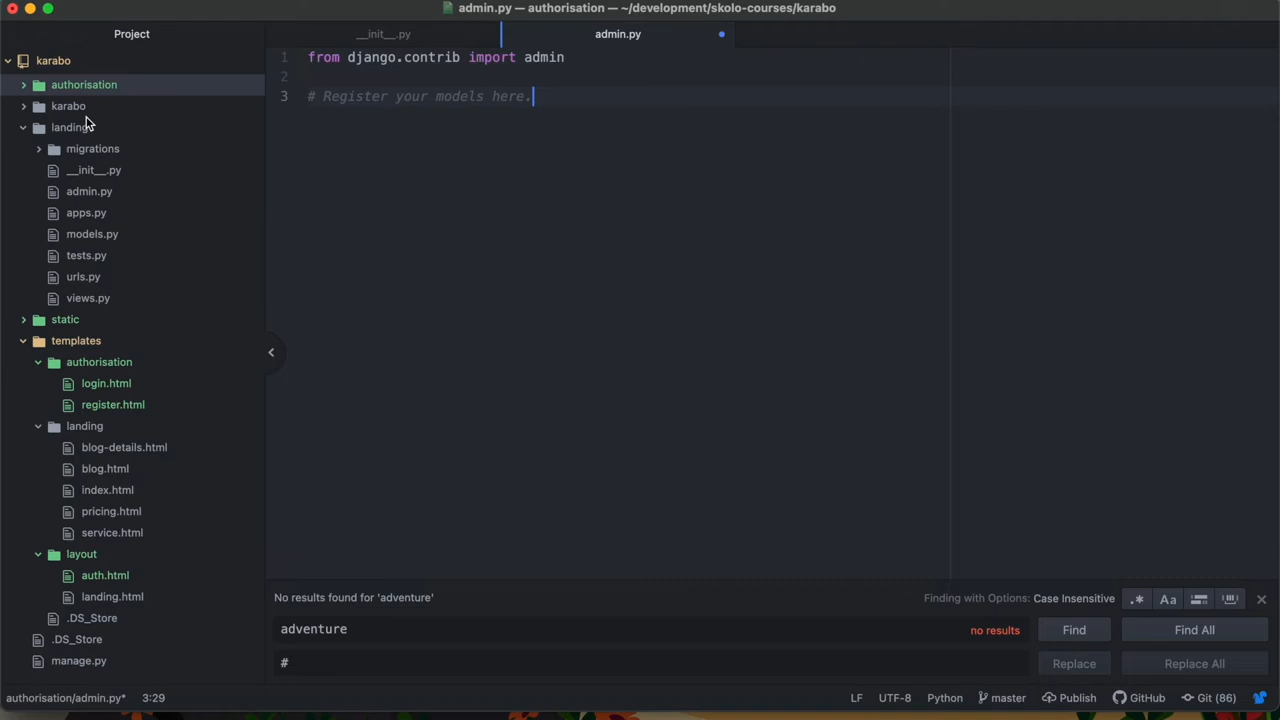 admin.py — authorisation — ~/development/skolo-courses/karabo
Project
__init__.py
admin.py
karabo
authorisation
karabo
landing
migrations
__init__.py
admin.py
apps.py
models.py
tests.py
urls.py
views.py
static
templates
authorisation
login.html
register.html
landing
blog-details.html
blog.html
index.html
pricing.html
service.html
layout
auth.html
landing.html
.DS_Store
.DS_Store
manage.py
1 from django.contrib import admin
2
3 # Register your models here.
No results found for 'adventure'
Finding with Options: Case Insensitive
.* Aa
adventure
no results
Find
Find All
#
Replace
Replace All
authorisation/admin.py* 3:29
LF UTF-8 Python master Publish GitHub Git (86)